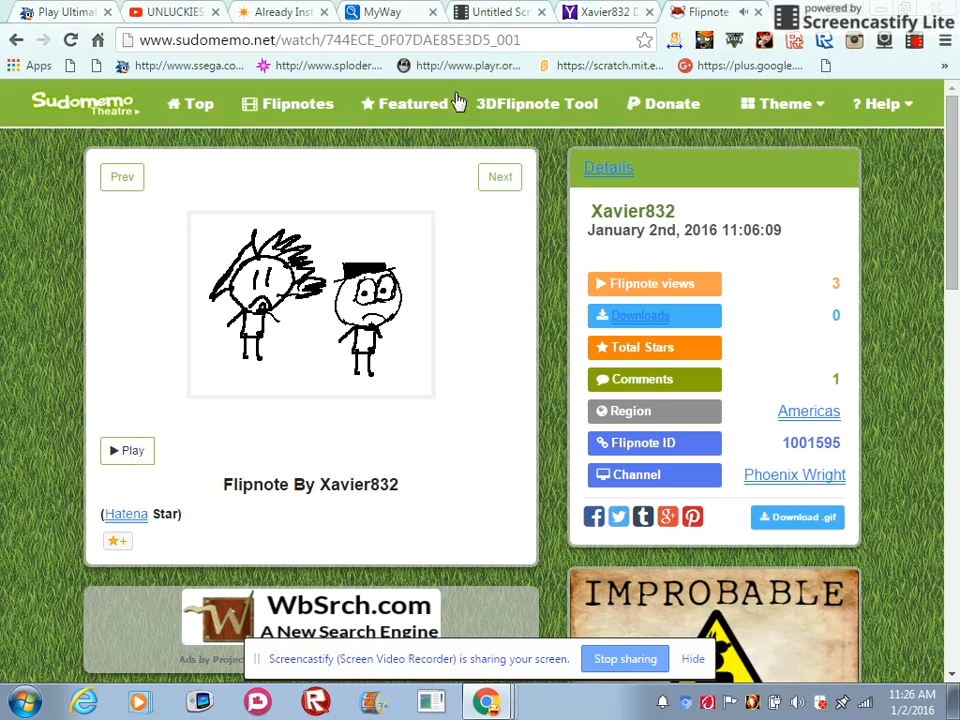 Play Ultimat
UNLUCKIES
Already Inst
MyWay
Untitled Scr
Xavier832 D
Flipnote
powered by
Screencastify Lite
www.sudomemo.net/watch/744ECE_0F07DAE85E3D5_001
Apps
http://www.ssega.com
http://www.sploder....
http://www.playr.or...
https://scratch.mit.e...
https://plus.google....
»
Sudomemo
Theatre
Top
Flipnotes
Featured
3DFlipnote Tool
Donate
Theme
? Help
Prev
Next
Details
Xavier832
January 2nd, 2016 11:06:09
Flipnote views 3
Downloads 0
Total Stars
Comments 1
Region Americas
Flipnote ID 1001595
Channel Phoenix Wright
Play
Flipnote By Xavier832
(Hatena Star)
Download .gif
WbSrch.com
A New Search Engine
Ads by Projec
IMPROBABLE
Screencastify (Screen Video Recorder) is sharing your screen.
Stop sharing
Hide
11:26 AM
1/2/2016